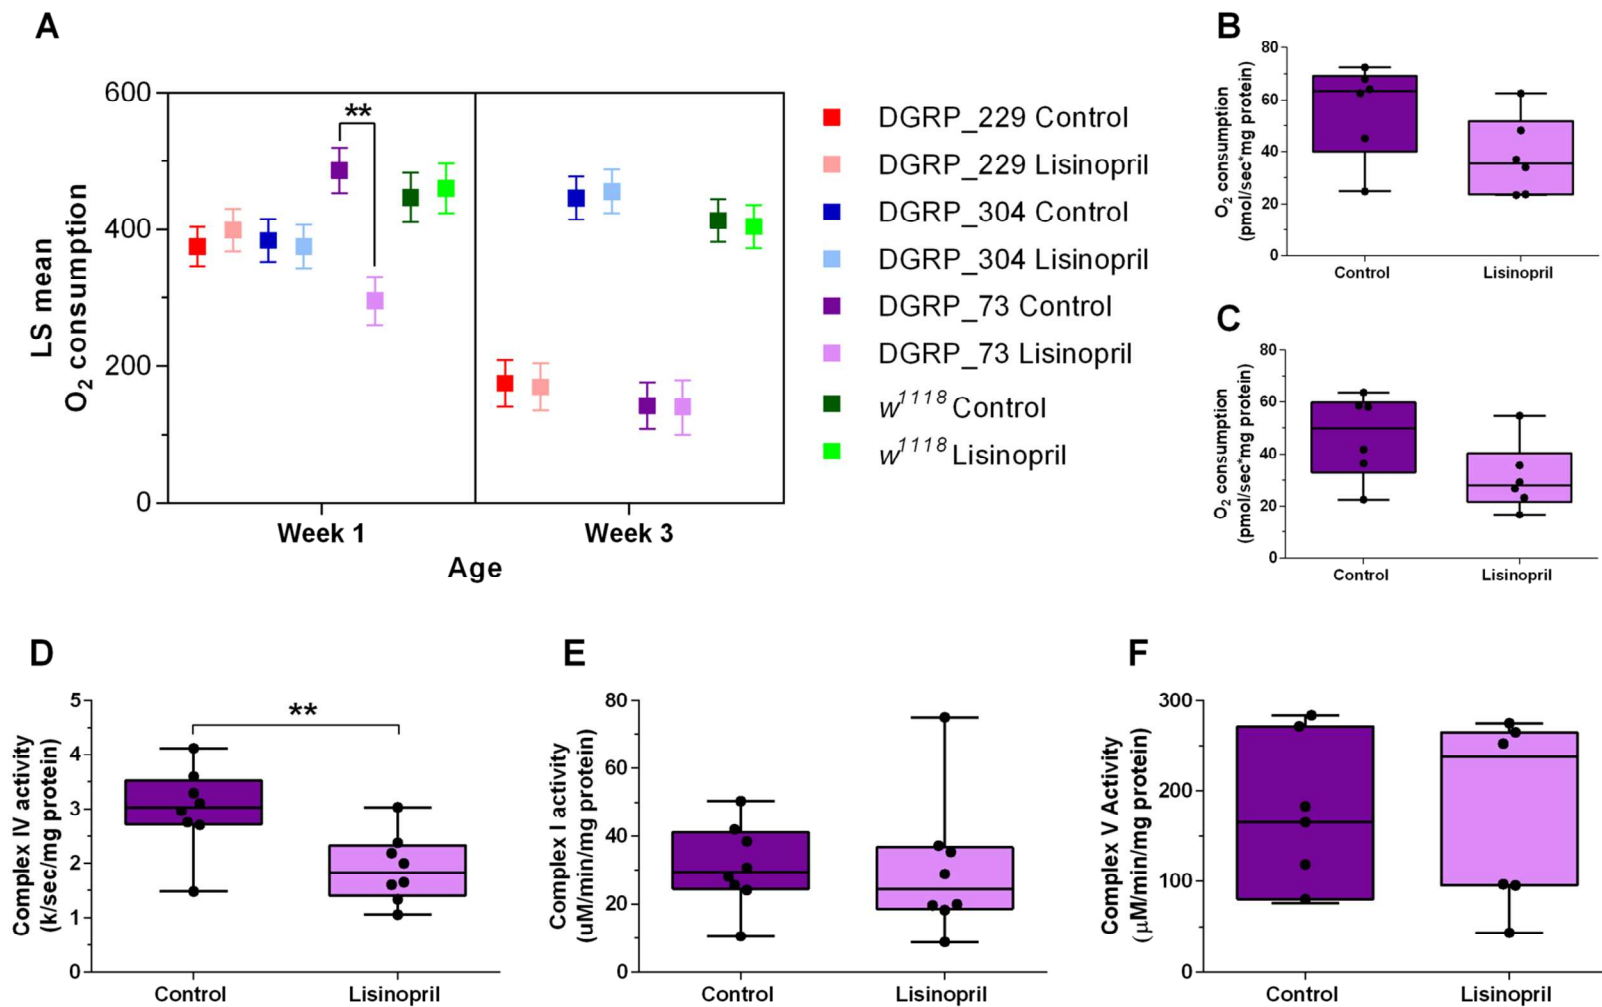 A
LS mean
O₂ consumption
600
400
200
0
**
Week 1
Week 3
Age
DGRP_229 Control
DGRP_229 Lisinopril
DGRP_304 Control
DGRP_304 Lisinopril
DGRP_73 Control
DGRP_73 Lisinopril
w¹¹¹⁸ Control
w¹¹¹⁸ Lisinopril
B
O₂ consumption
(pmol/sec*mg protein)
80
60
40
20
0
Control
Lisinopril
C
O₂ consumption
(pmol/sec*mg protein)
80
60
40
20
0
Control
Lisinopril
D
Complex IV activity
(k/sec/mg protein)
5
4
3
2
1
0
**
Control
Lisinopril
E
Complex I activity
(uM/min/mg protein)
80
60
40
20
0
Control
Lisinopril
F
Complex V Activity
(μM/min/mg protein)
300
200
100
0
Control
Lisinopril